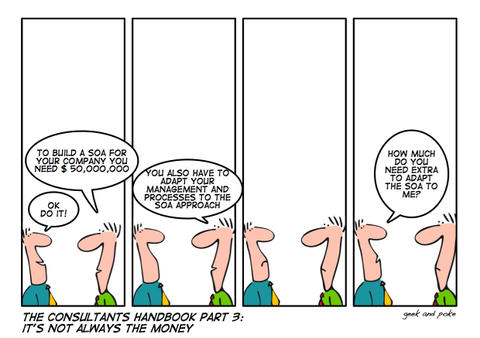 TO BUILD A SOA FOR
YOUR COMPANY YOU
NEED $ 50,000,000
OK
DO IT!
YOU ALSO HAVE TO
ADAPT YOUR
MANAGEMENT AND
PROCESSES TO THE
SOA APPROACH
HOW MUCH
DO YOU
NEED EXTRA
TO ADAPT
THE SOA TO
ME?
geek and poke
THE CONSULTANTS HANDBOOK PART 3:
IT'S NOT ALWAYS THE MONEY